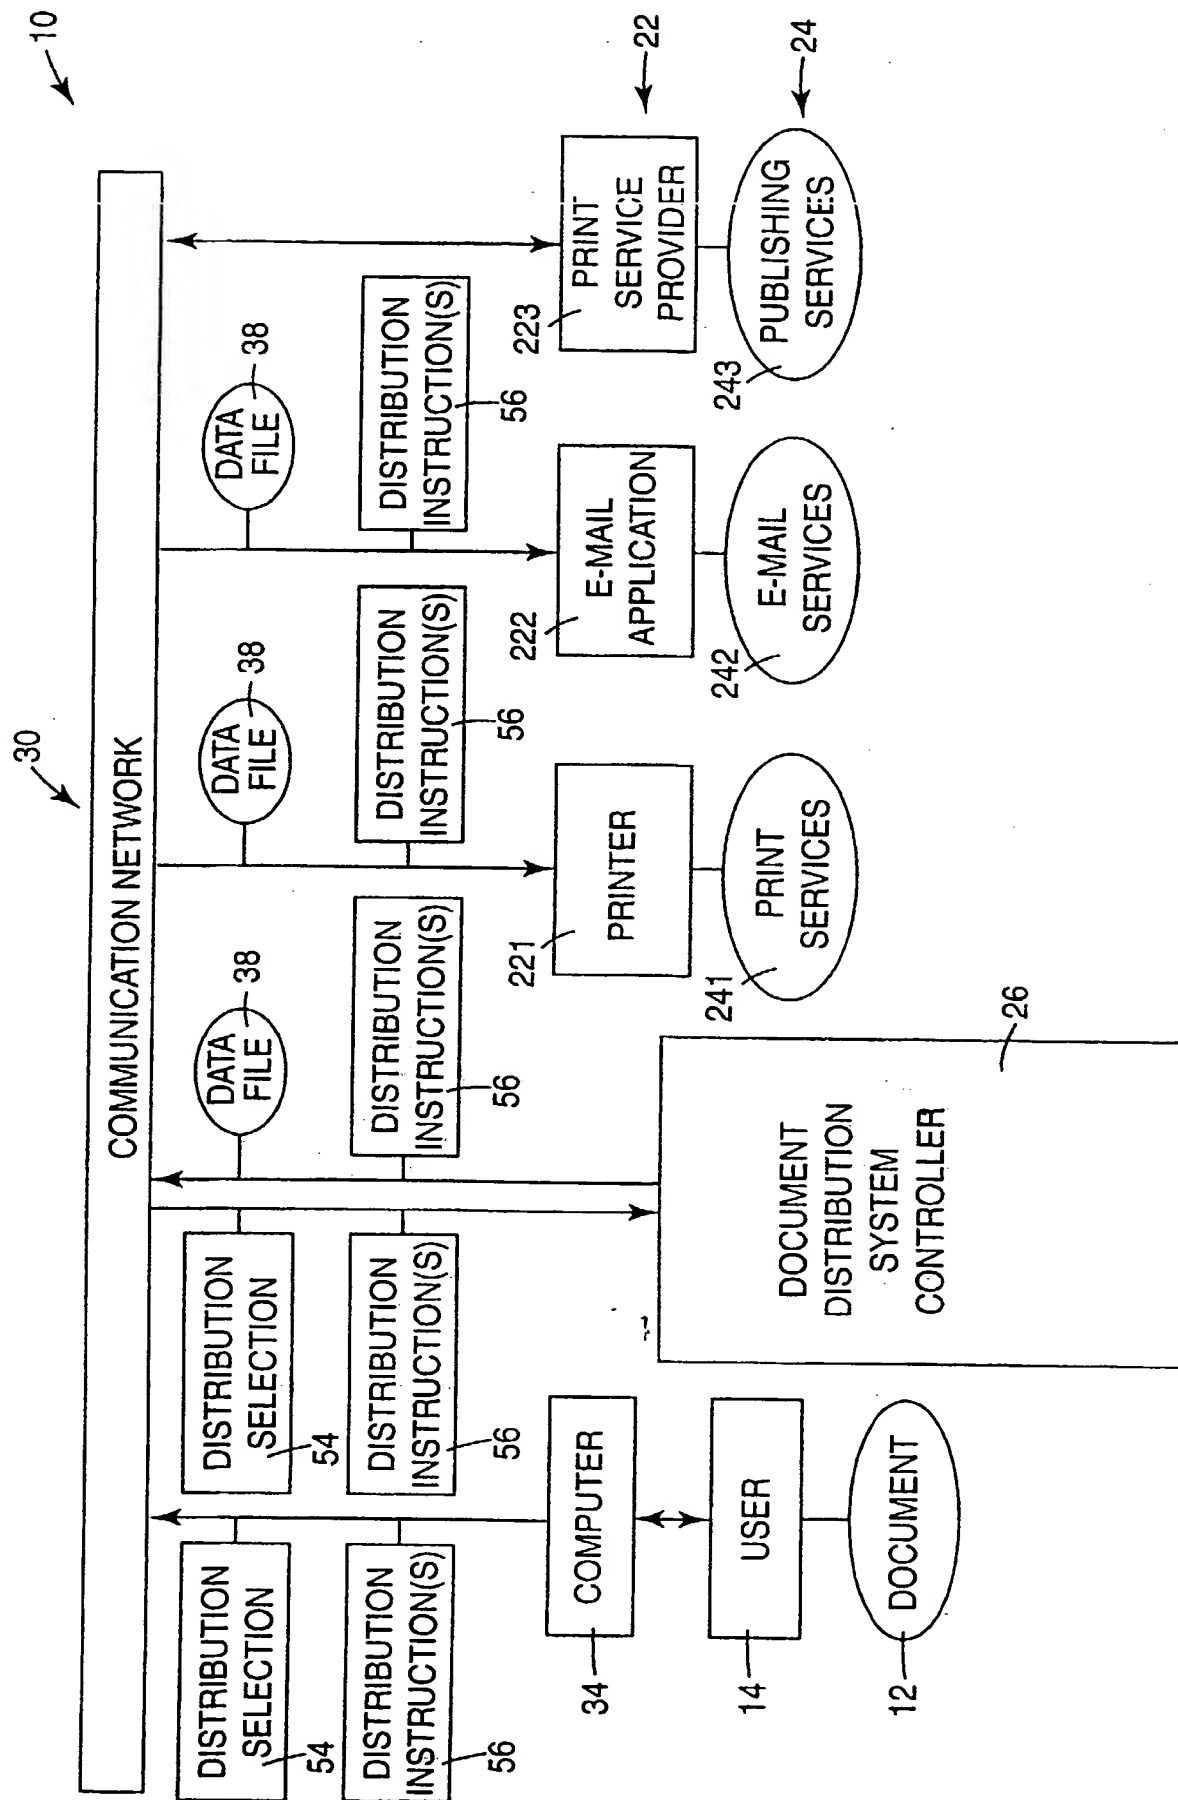 10
30
COMMUNICATION NETWORK
DISTRIBUTION
SELECTION
54
DISTRIBUTION
INSTRUCTION(S)
56
DISTRIBUTION
SELECTION
54
DISTRIBUTION
INSTRUCTION(S)
56
DATA
FILE
38
DISTRIBUTION
INSTRUCTION(S)
56
DATA
FILE
38
DISTRIBUTION
INSTRUCTION(S)
56
DATA
FILE
38
DISTRIBUTION
INSTRUCTION(S)
56
COMPUTER
34
USER
14
DOCUMENT
12
DOCUMENT
DISTRIBUTION
SYSTEM
CONTROLLER
26
221
PRINTER
241
PRINT
SERVICES
222
E-MAIL
APPLICATION
242
E-MAIL
SERVICES
223
PRINT
SERVICE
PROVIDER
22
243
PUBLISHING
SERVICES
24